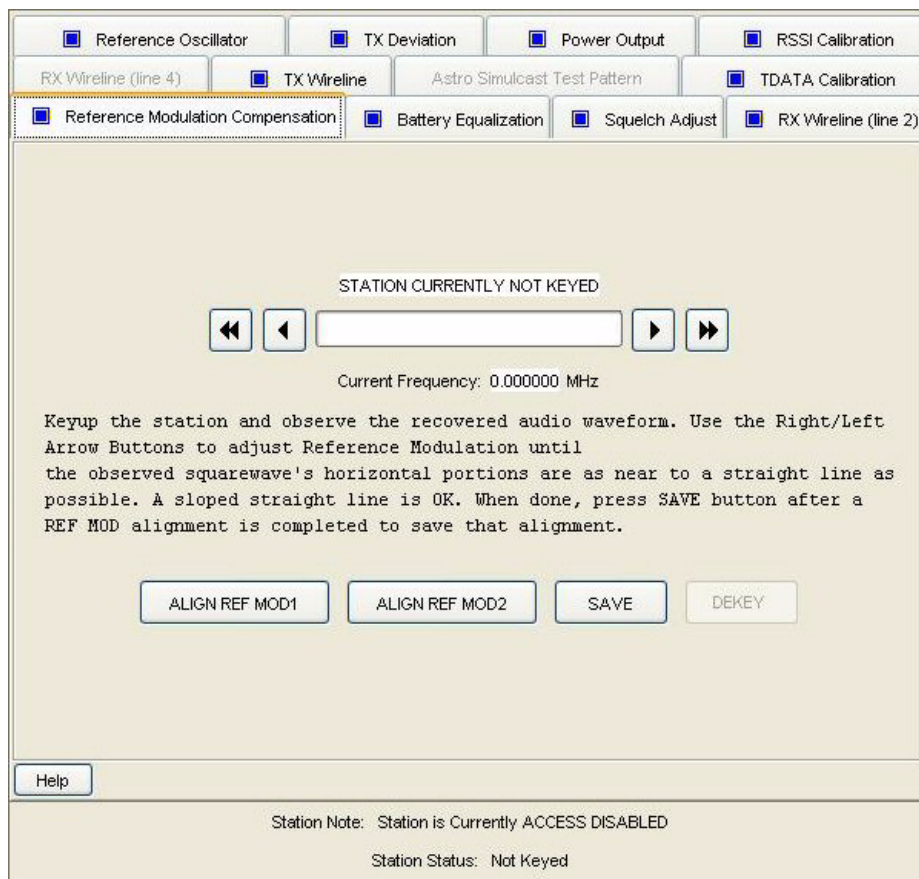 Reference Oscillator TX Deviation Power Output RSSI Calibration
RX Wireline (line 4) TX Wireline Astro Simulcast Test Pattern TDATA Calibration
Reference Modulation Compensation Battery Equalization Squelch Adjust RX Wireline (line 2)
STATION CURRENTLY NOT KEYED
Current Frequency: 0.000000 MHz
Keyup the station and observe the recovered audio waveform. Use the Right/Left
Arrow Buttons to adjust Reference Modulation until
the observed squarewave's horizontal portions are as near to a straight line as
possible. A sloped straight line is OK. When done, press SAVE button after a
REF MOD alignment is completed to save that alignment.
ALIGN REF MOD1 ALIGN REF MOD2 SAVE DEKEY
Help
Station Note: Station is Currently ACCESS DISABLED
Station Status: Not Keyed